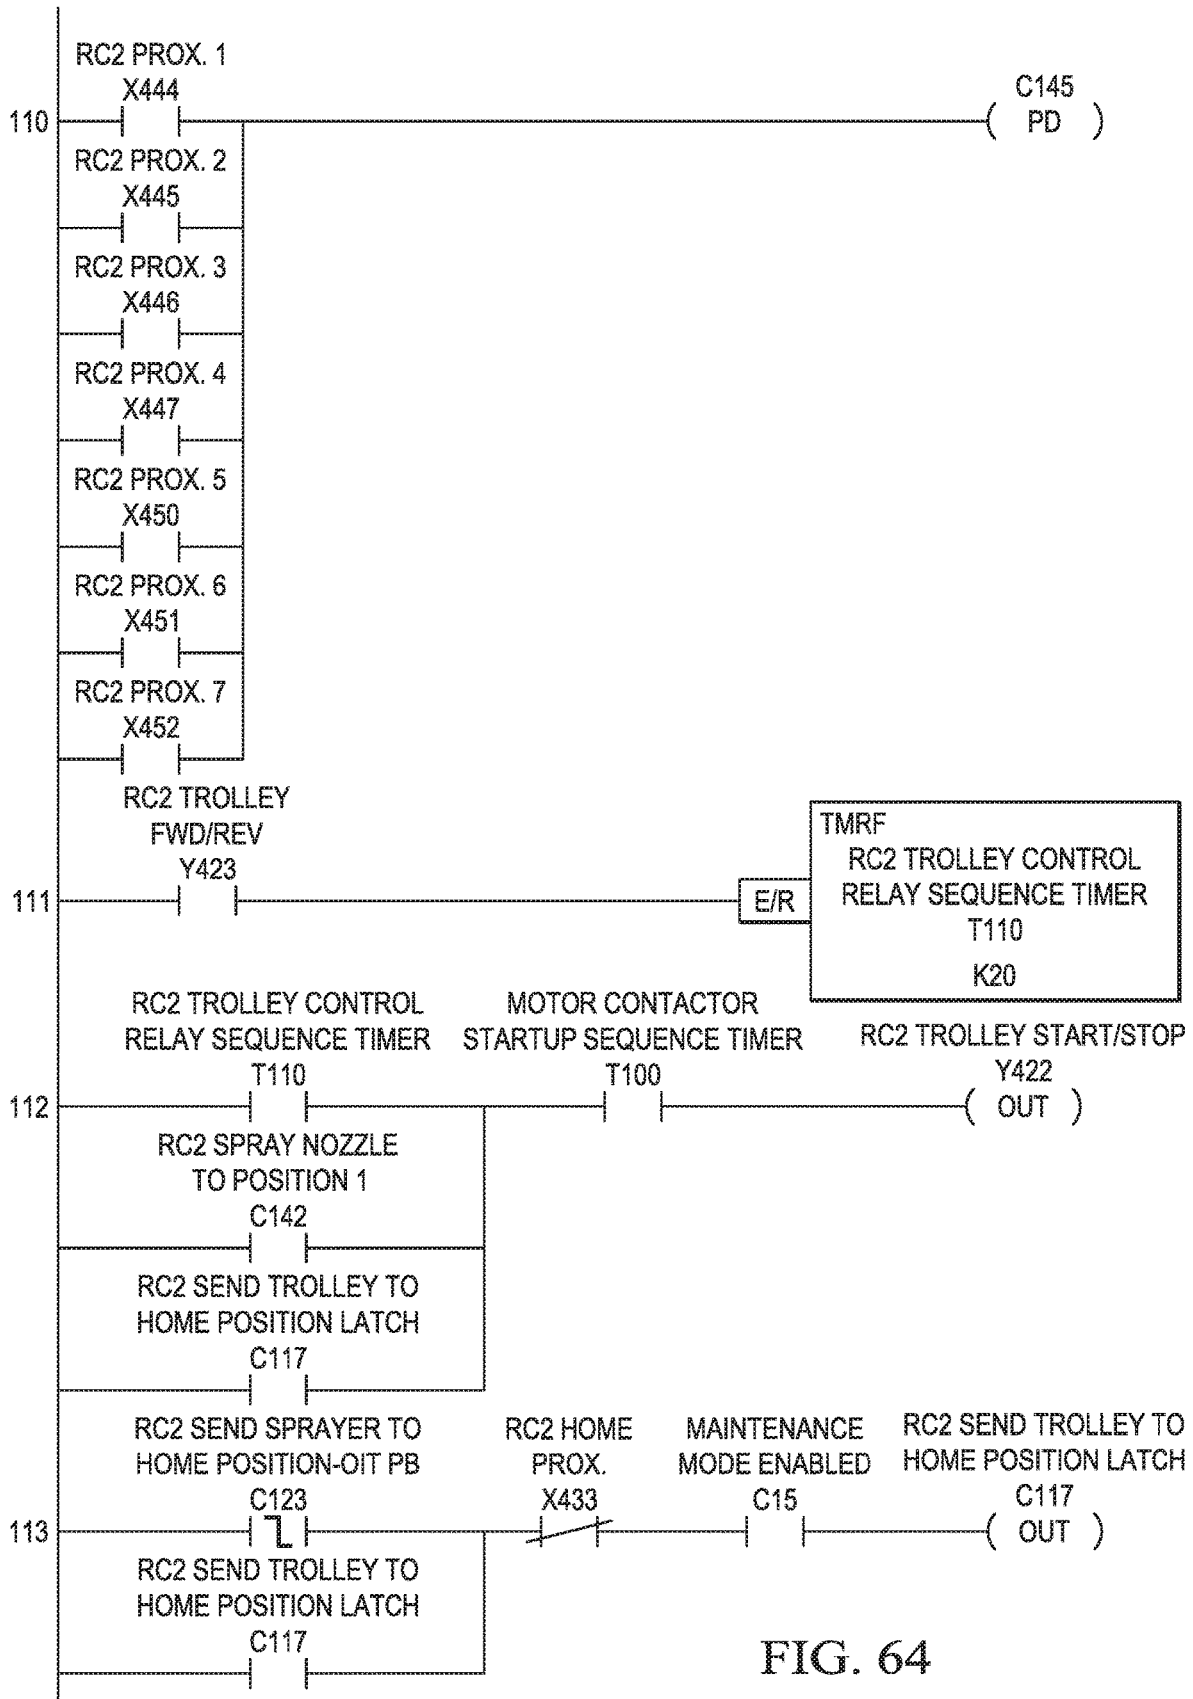 RC2 PROX. 1
X444
C145
110
( PD )
RC2 PROX. 2
X445
RC2 PROX. 3
X446
RC2 PROX. 4
X447
RC2 PROX. 5
X450
RC2 PROX. 6
X451
RC2 PROX. 7
X452
RC2 TROLLEY
FWD/REV
Y423
111
E/R
TMRF
RC2 TROLLEY CONTROL
RELAY SEQUENCE TIMER
T110
K20
RC2 TROLLEY CONTROL
RELAY SEQUENCE TIMER
T110
MOTOR CONTACTOR
STARTUP SEQUENCE TIMER
T100
RC2 TROLLEY START/STOP
Y422
112
( OUT )
RC2 SPRAY NOZZLE
TO POSITION 1
C142
RC2 SEND TROLLEY TO
HOME POSITION LATCH
C117
RC2 SEND SPRAYER TO
HOME POSITION-OIT PB
C123
RC2 HOME
PROX.
X433
MAINTENANCE
MODE ENABLED
C15
RC2 SEND TROLLEY TO
HOME POSITION LATCH
C117
113
( OUT )
RC2 SEND TROLLEY TO
HOME POSITION LATCH
C117
FIG. 64